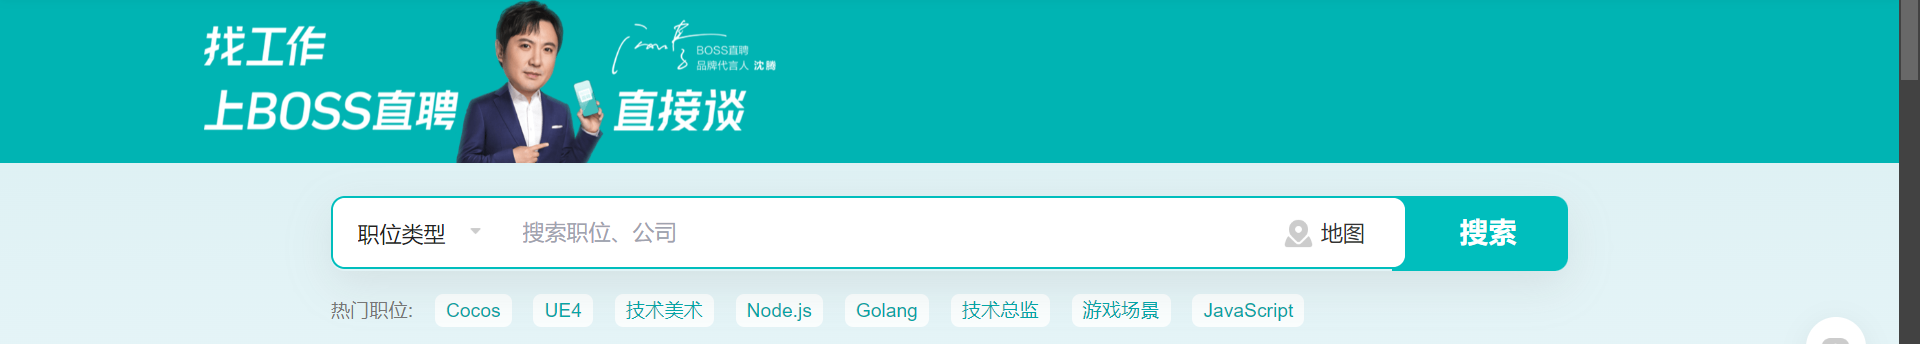 找工作
BOSS直聘
品牌代言人 沈腾
上BOSS直聘
直接谈
职位类型
搜索职位、公司
地图
搜索
热门职位: Cocos UE4 技术美术 Node.js Golang 技术总监 游戏场景 JavaScript